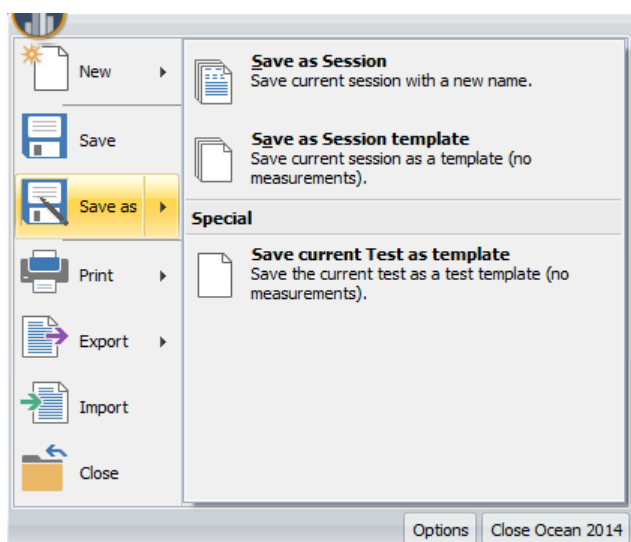 New
Save
Save as
Print
Export
Import
Close
Save as Session
Save current session with a new name.
Save as Session template
Save current session as a template (no
measurements).
Special
Save current Test as template
Save the current test as a test template (no
measurements).
Options
Close Ocean 2014